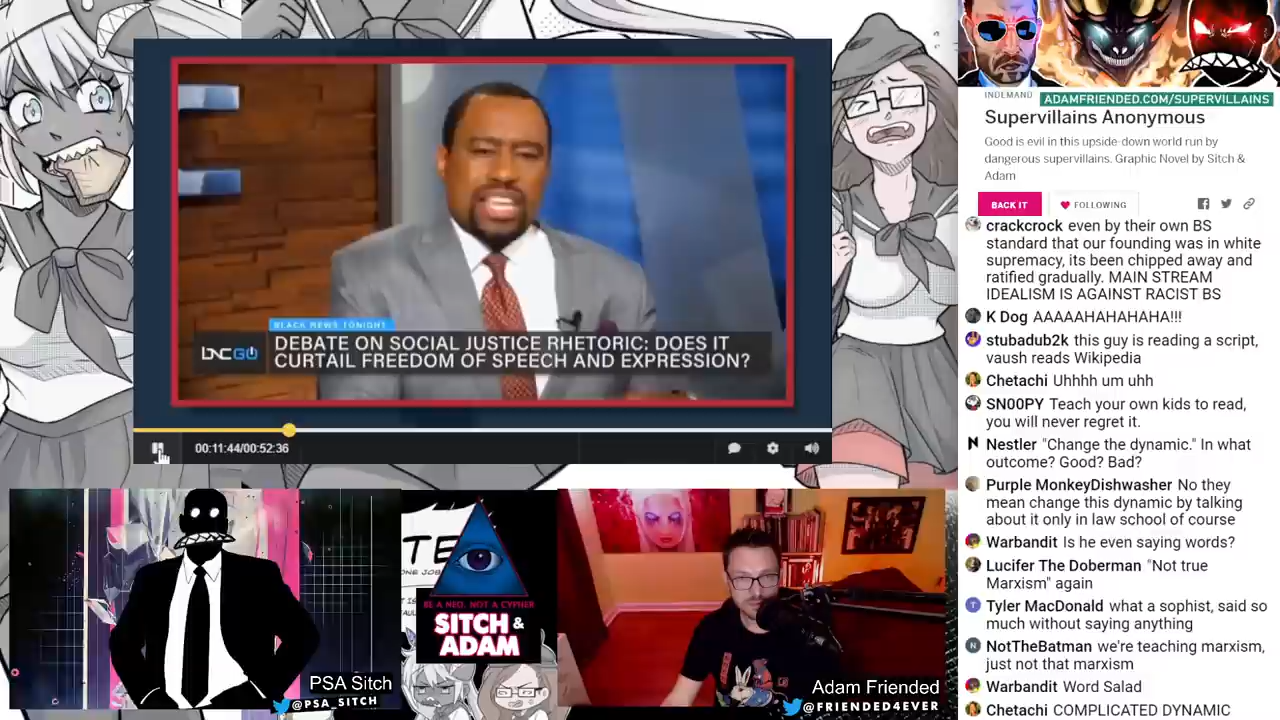 BLACK NEWS TONIGHT
BNC GO
DEBATE ON SOCIAL JUSTICE RHETORIC: DOES IT
CURTAIL FREEDOM OF SPEECH AND EXPRESSION?
00:11:44/00:52:36
INDEMAND
ADAMFRIENDED.COM/SUPERVILLAINS
Supervillains Anonymous
Good is evil in this upside-down world run by
dangerous supervillains. Graphic Novel by Sitch &
Adam
BACK IT
FOLLOWING
crackcrock even by their own BS
standard that our founding was in white
supremacy, its been chipped away and
ratified gradually. MAIN STREAM
IDEALISM IS AGAINST RACIST BS
K Dog AAAAAHAHAHAHA!!!
stubadub2k this guy is reading a script,
vaush reads Wikipedia
Chetachi Uhhhh um uhh
SN00PY Teach your own kids to read,
you will never regret it.
Nestler "Change the dynamic." In what
outcome? Good? Bad?
Purple MonkeyDishwasher No they
mean change this dynamic by talking
about it only in law school of course
Warbandit Is he even saying words?
Lucifer The Doberman "Not true
Marxism" again
Tyler MacDonald what a sophist, said so
much without saying anything
NotTheBatman we're teaching marxism,
just not that marxism
Warbandit Word Salad
Chetachi COMPLICATED DYNAMIC
PSA Sitch
@PSA_SITCH
BE A NEO, NOT A CYPHER
SITCH &
ADAM
Adam Friended
@FRIENDED4EVER